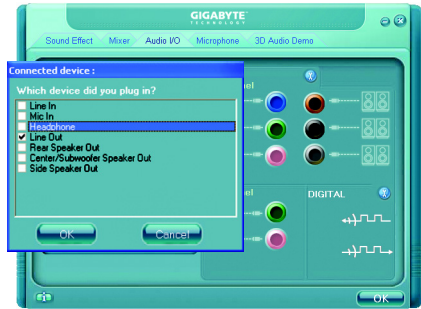 GIGABYTE
TECHNOLOGY
Sound Effect Mixer Audio I/O Microphone 3D Audio Demo
Connected device :
Which device did you plug in?
Line In
Mic In
Headphone
Line Out
Rear Speaker Out
Center/Subwoofer Speaker Out
Side Speaker Out
OK Cancel
el
el
DIGITAL
OK